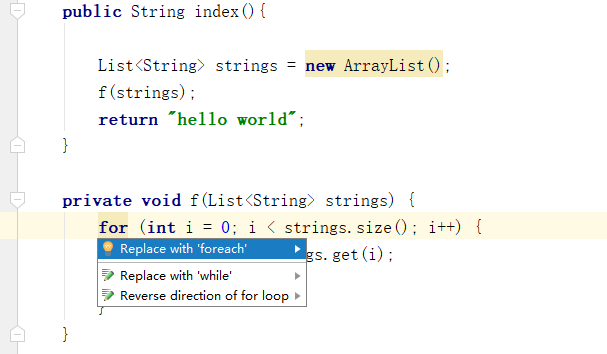 public String index(){
List<String> strings = new ArrayList();
f(strings);
return "hello world";
}
private void f(List<String> strings) {
for (int i = 0; i < strings.size(); i++) {
Replace with 'foreach'
gs.get(i);
Replace with 'while'
Reverse direction of for loop
}
}